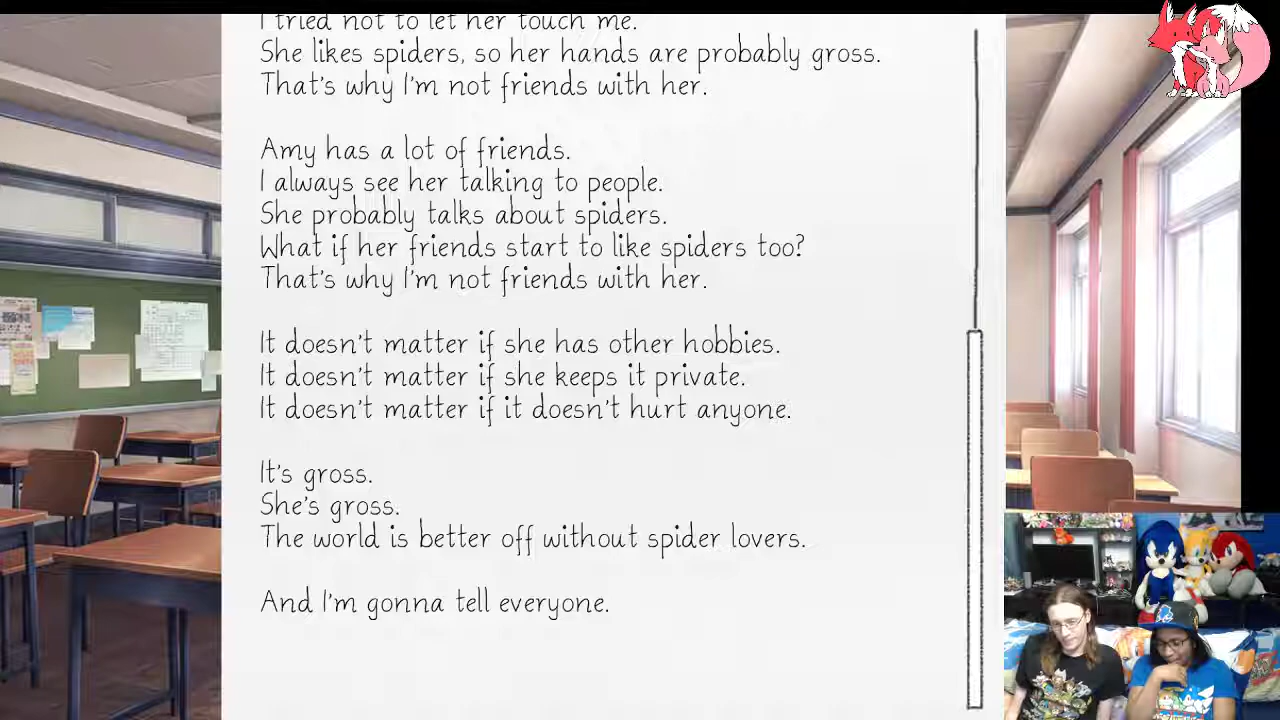 I tried not to let her touch me.
She likes spiders, so her hands are probably gross.
That's why I'm not friends with her.
Amy has a lot of friends.
I always see her talking to people.
She probably talks about spiders.
What if her friends start to like spiders too?
That's why I'm not friends with her.
It doesn't matter if she has other hobbies.
It doesn't matter if she keeps it private.
It doesn't matter if it doesn't hurt anyone.
It's gross.
She's gross.
The world is better off without spider lovers.
And I'm gonna tell everyone.